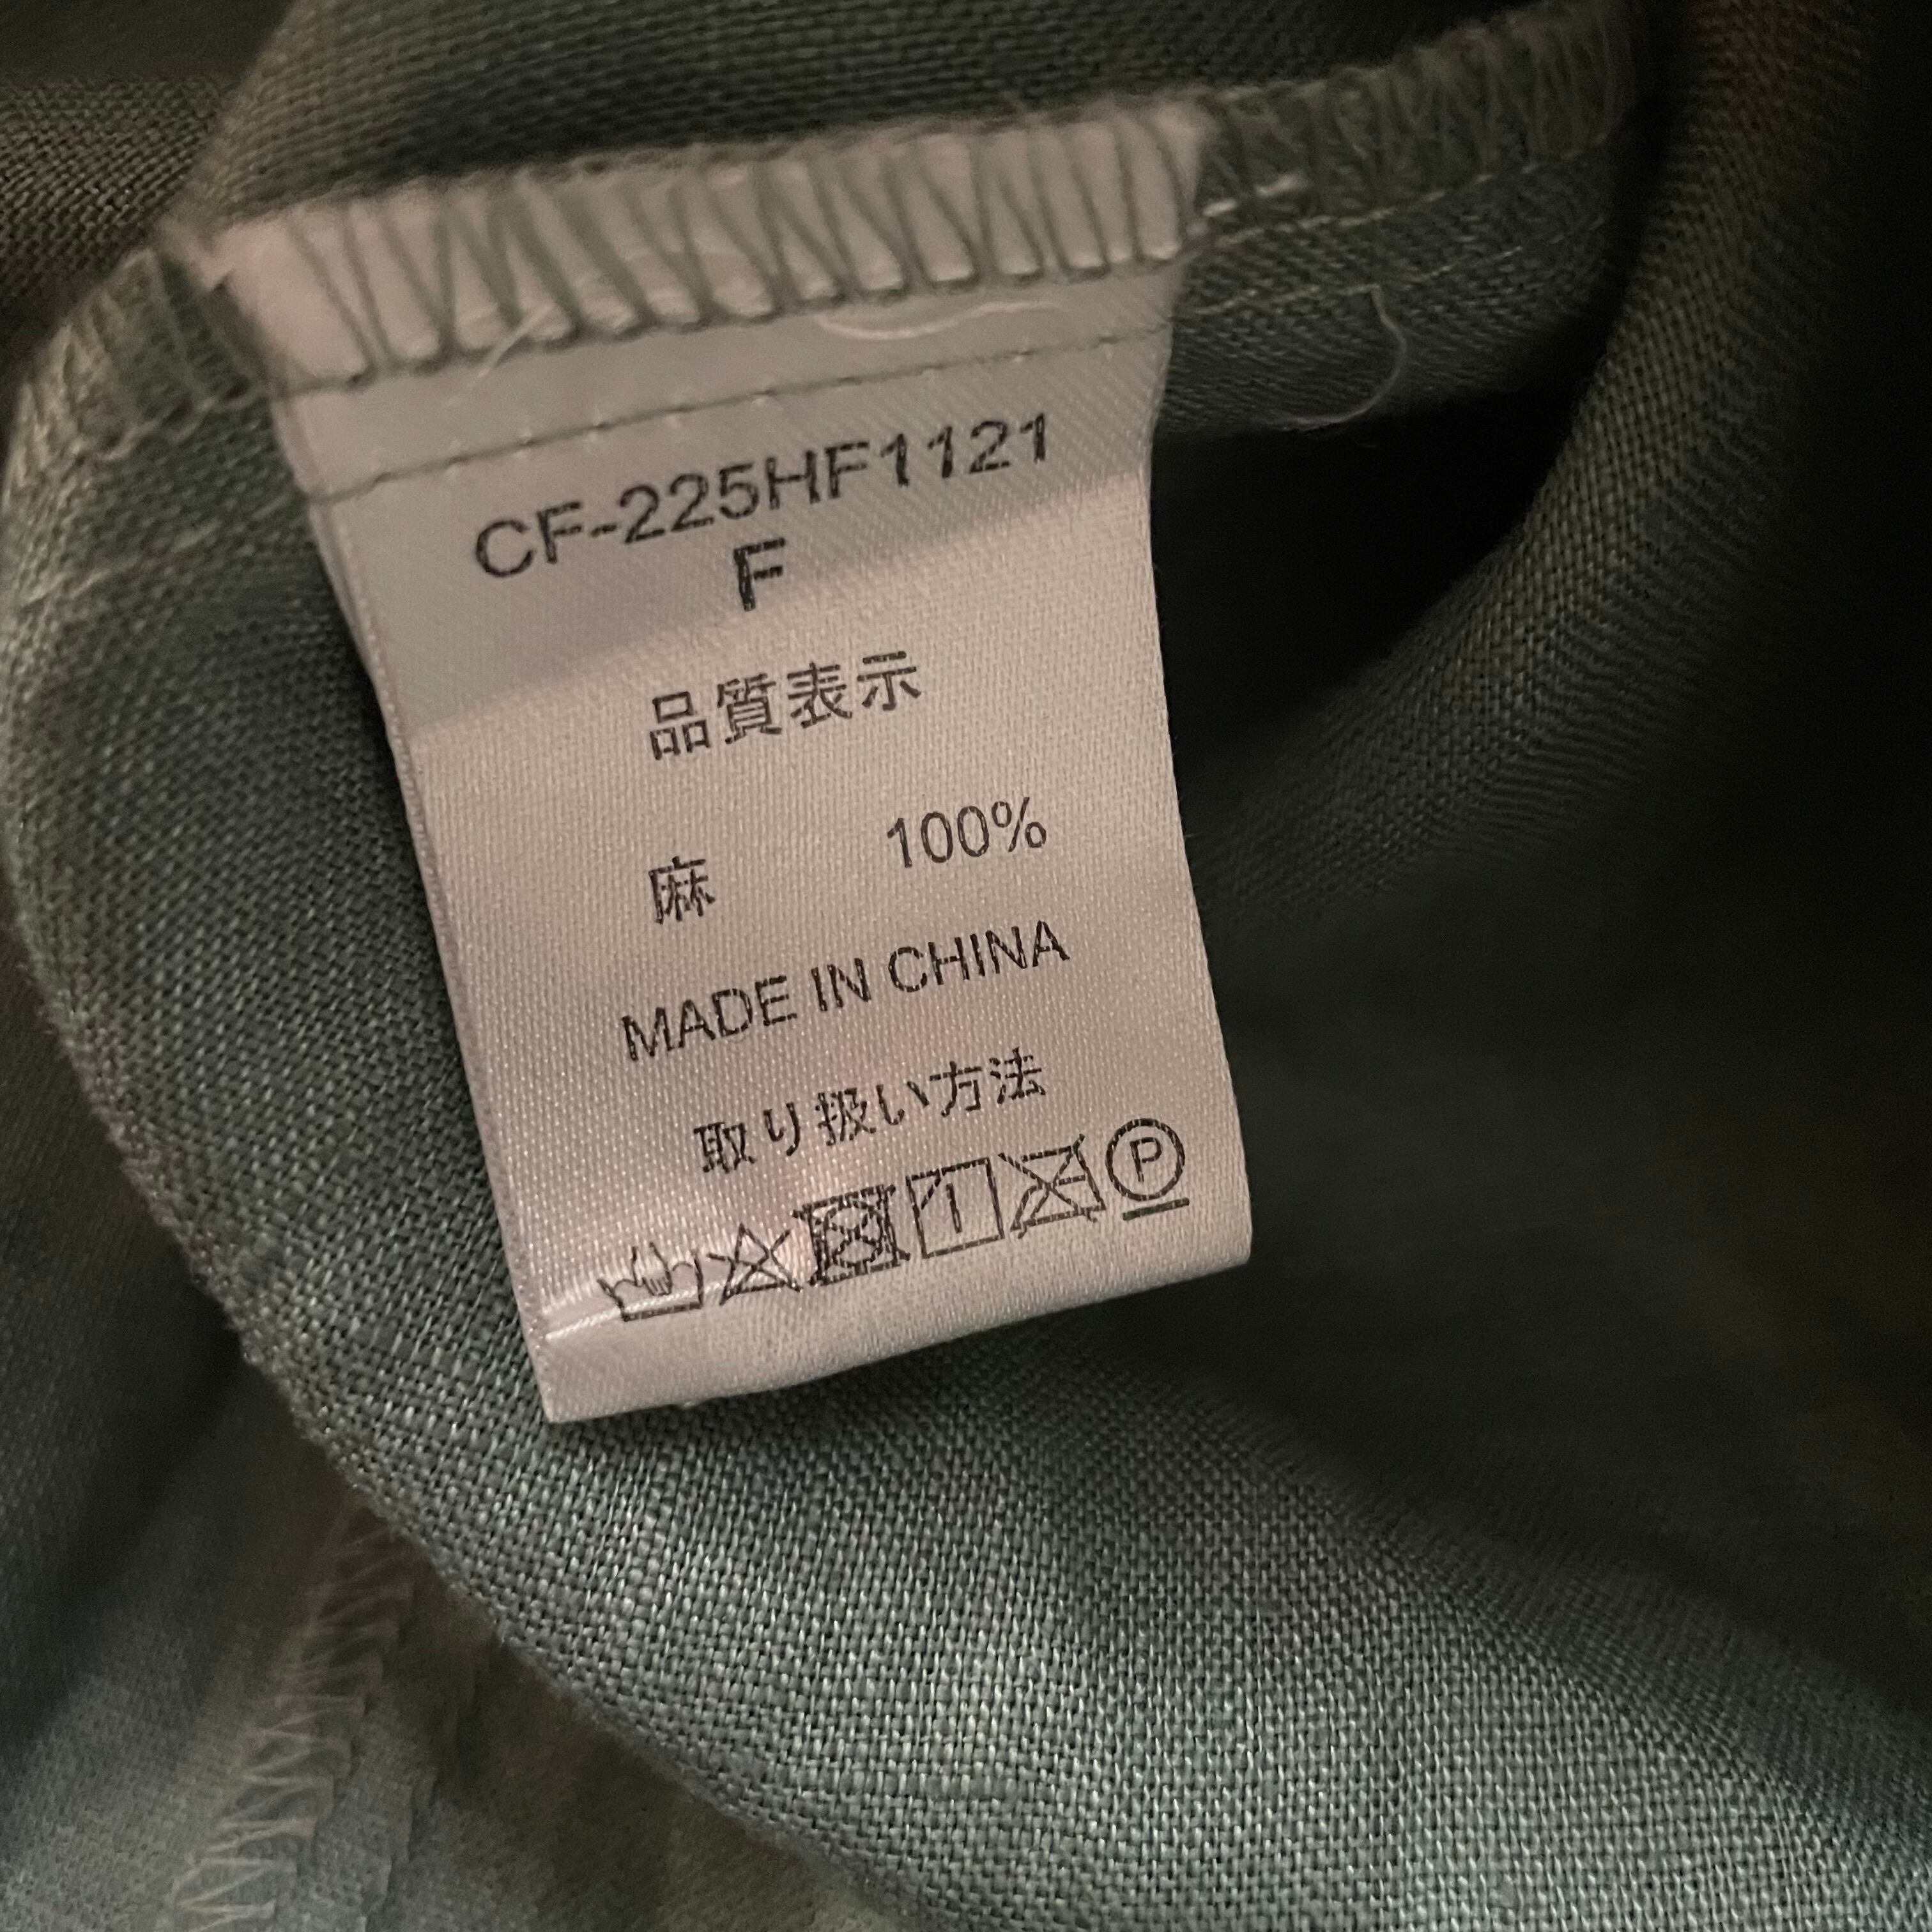 CF-225HF1121
F
品質表示
麻 100%
MADE IN CHINA
取り扱い方法
P